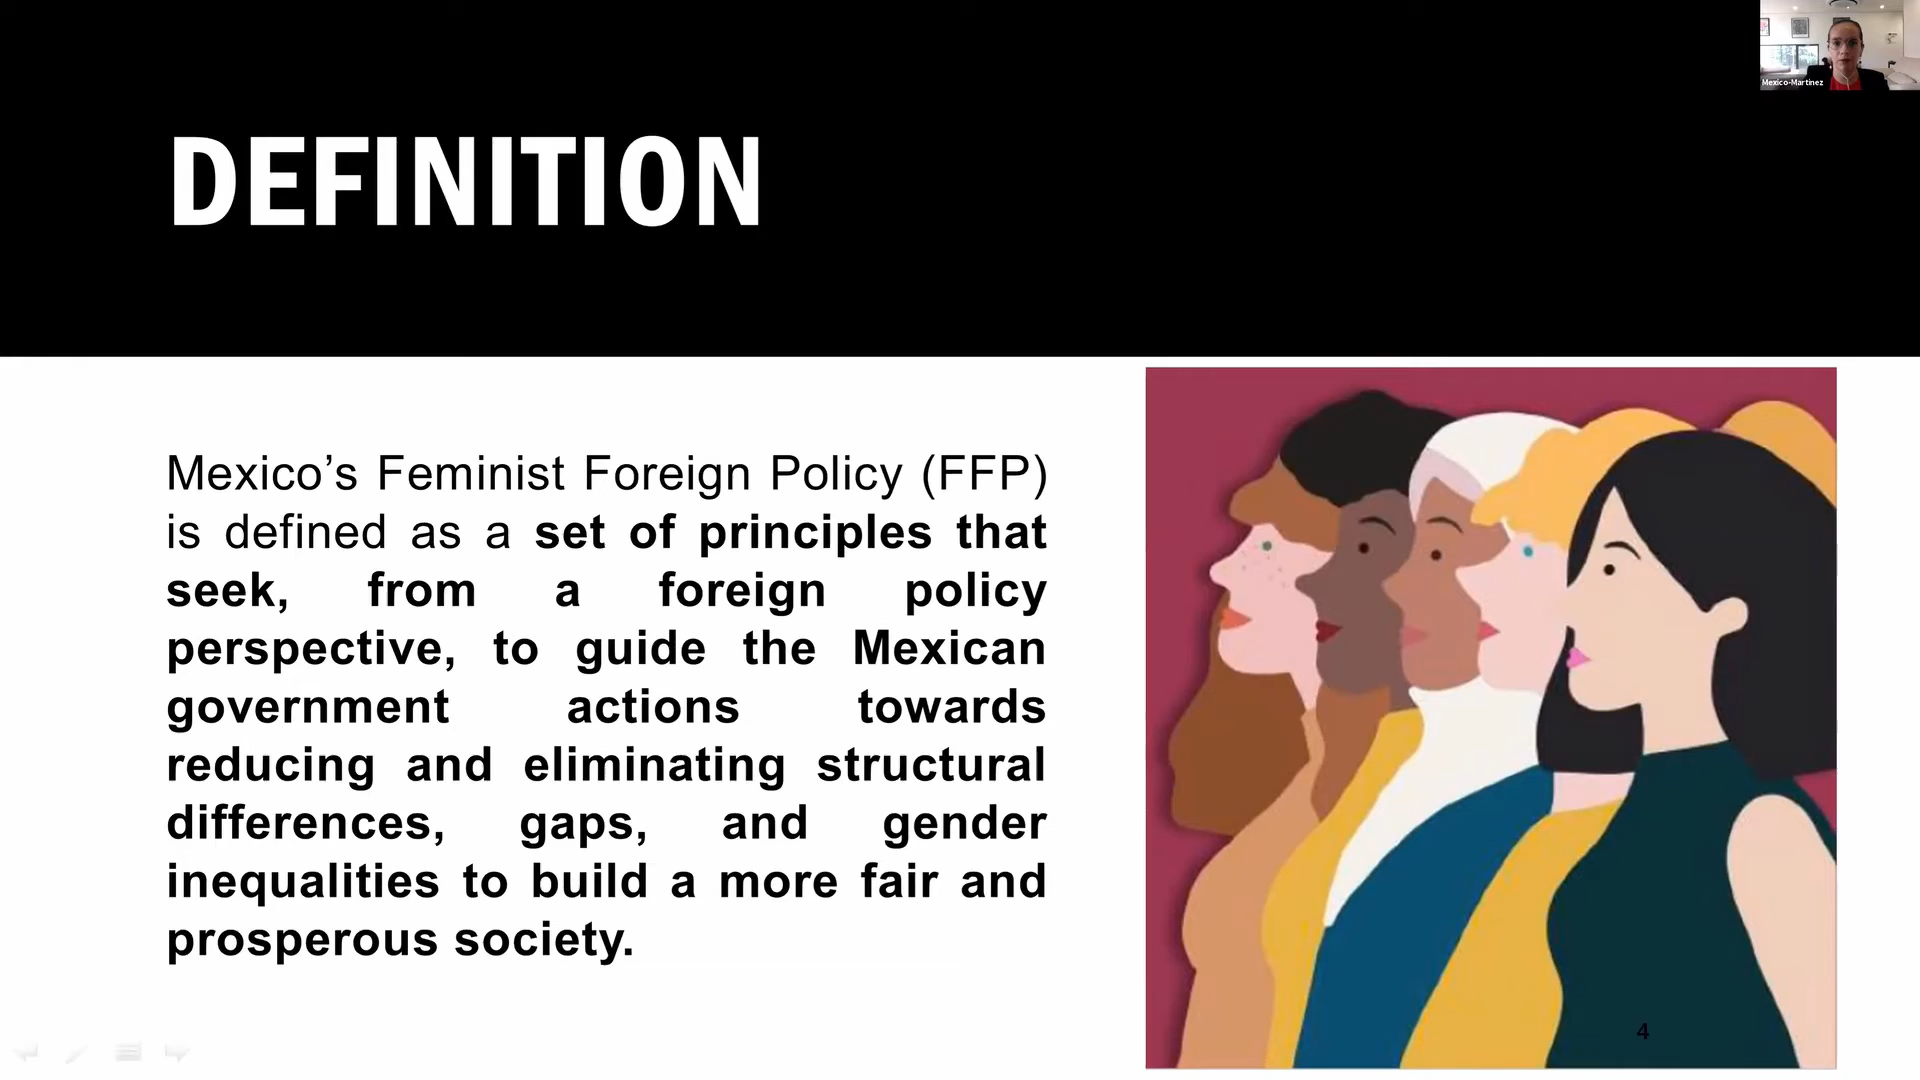 Mexico-Martinez
DEFINITION
Mexico’s Feminist Foreign Policy (FFP)
is defined as a set of principles that
seek, from a foreign policy
perspective, to guide the Mexican
government actions towards
reducing and eliminating structural
differences, gaps, and gender
inequalities to build a more fair and
prosperous society.
4